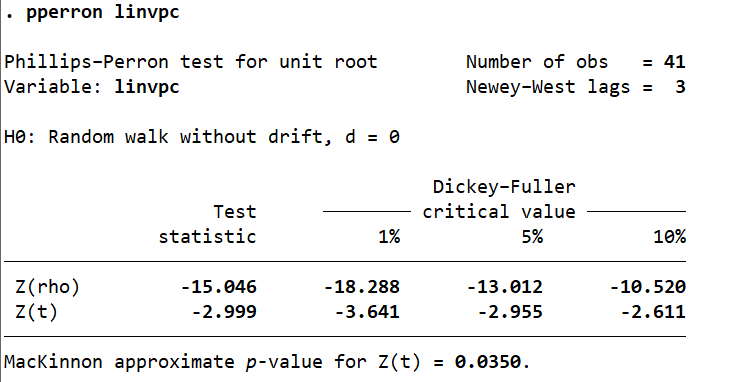 . pperron linvpc
Phillips–Perron test for unit root Number of obs = 41
Variable: linvpc Newey–West lags = 3
H0: Random walk without drift, d = 0
Dickey–Fuller
Test critical value
statistic 1% 5% 10%
Z(rho) -15.046 -18.288 -13.012 -10.520
Z(t) -2.999 -3.641 -2.955 -2.611
MacKinnon approximate p-value for Z(t) = 0.0350.